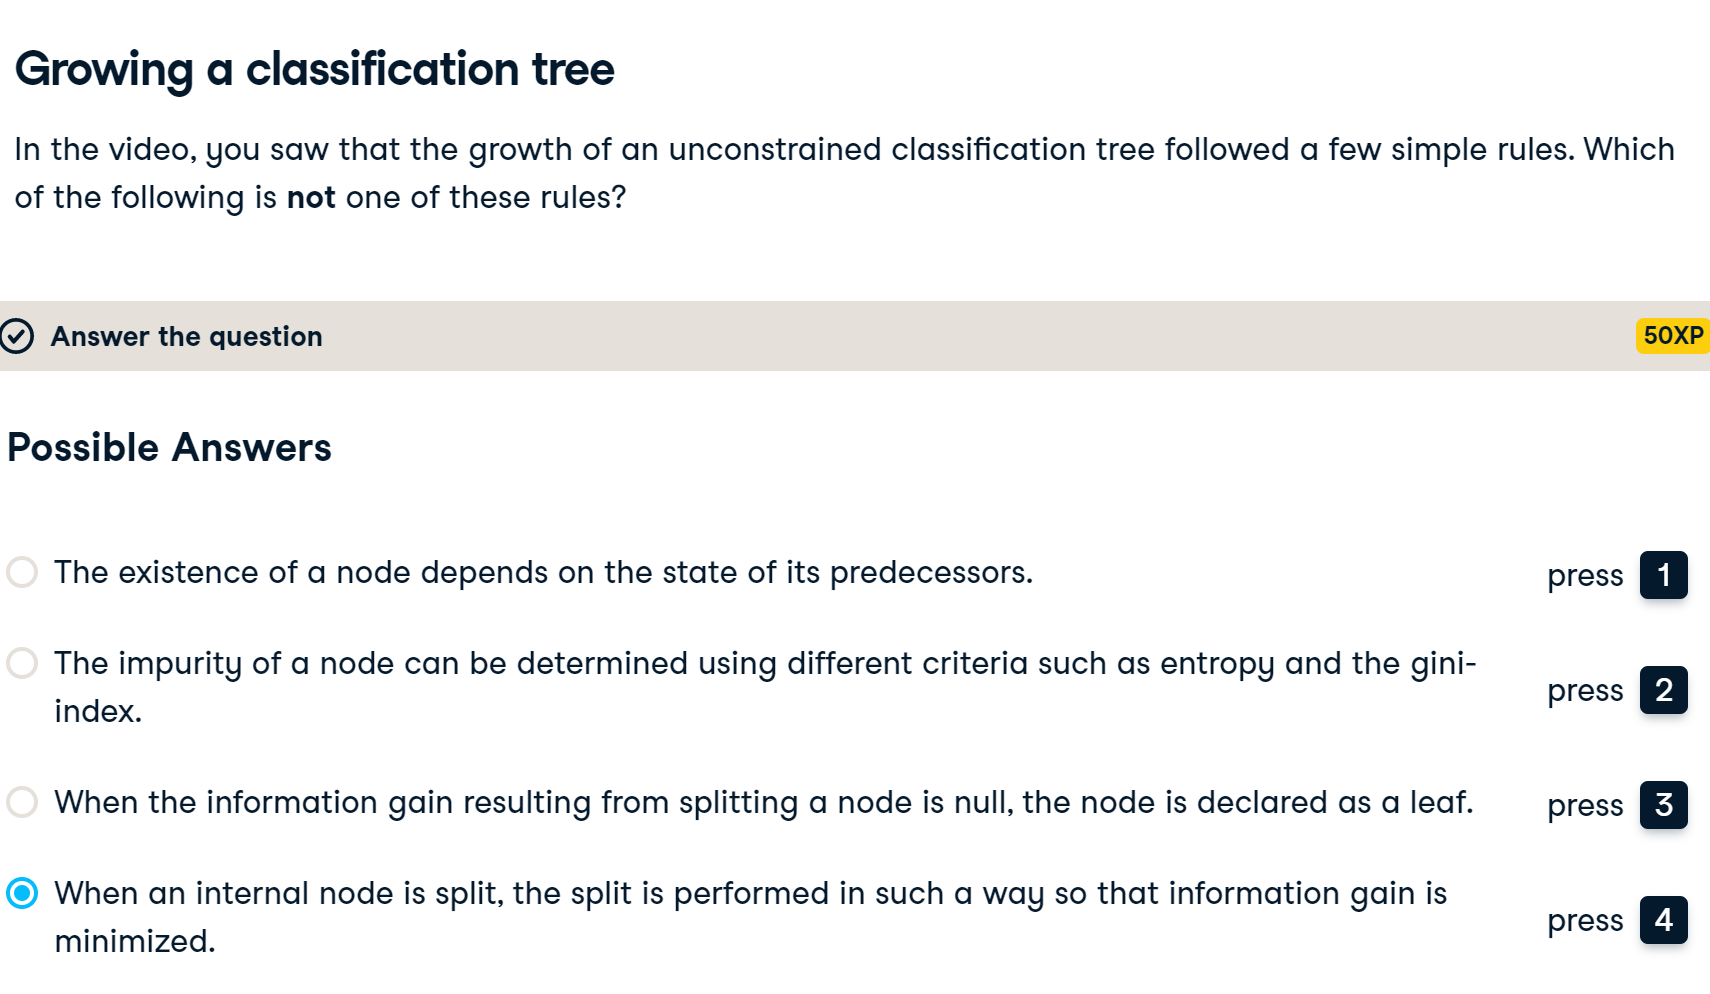 Growing a classification tree
In the video, you saw that the growth of an unconstrained classification tree followed a few simple rules. Which
of the following is not one of these rules?
Answer the question
50XP
Possible Answers
The existence of a node depends on the state of its predecessors.
press 1
The impurity of a node can be determined using different criteria such as entropy and the gini-
index.
press 2
When the information gain resulting from splitting a node is null, the node is declared as a leaf.
press 3
When an internal node is split, the split is performed in such a way so that information gain is
minimized.
press 4